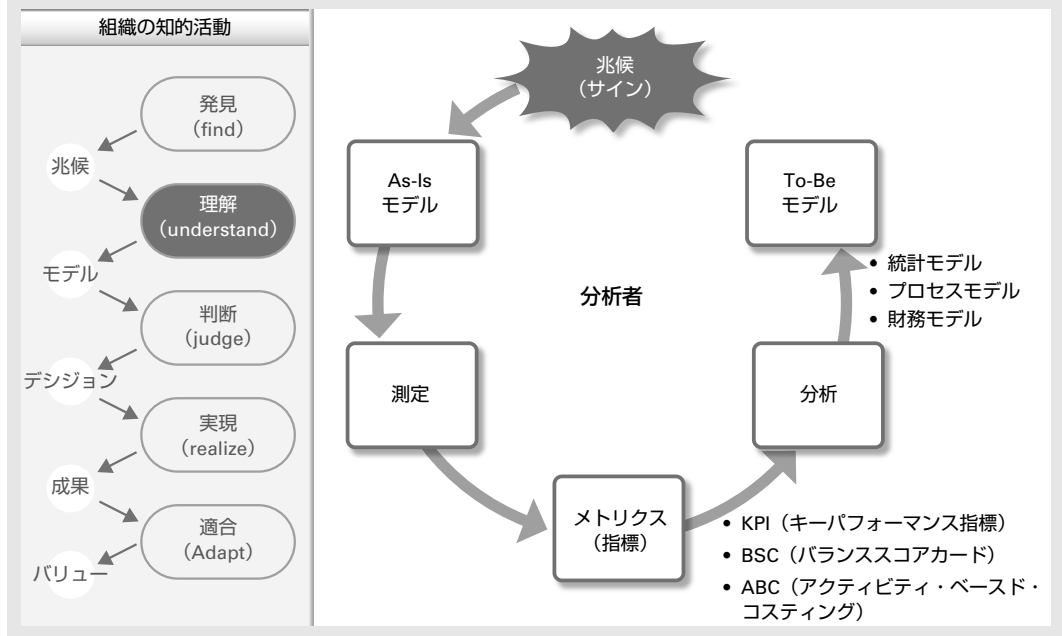 組織の知的活動
発見
（find）
兆候
理解
（understand）
モデル
判断
（judge）
デシジョン
実現
（realize）
成果
適合
（Adapt）
バリュー
兆候
（サイン）
As-Is
モデル
To-Be
モデル
• 統計モデル
• プロセスモデル
• 財務モデル
分析者
測定
分析
メトリクス
（指標）
• KPI（キーパフォーマンス指標）
• BSC（バランススコアカード）
• ABC（アクティビティ・ベースド・
コスティング）